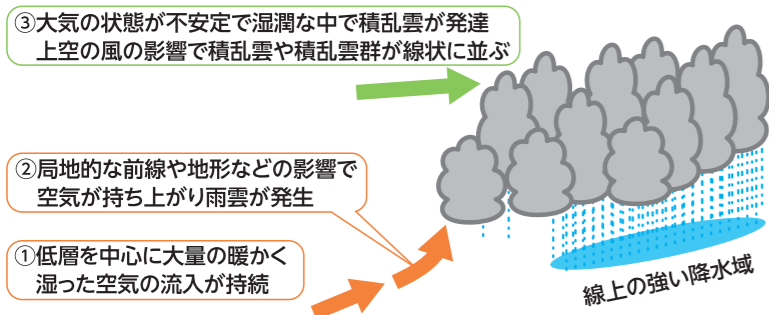 ③大気の状態が不安定で湿潤な中で積乱雲が発達
上空の風の影響で積乱雲や積乱雲群が線状に並ぶ
②局地的な前線や地形などの影響で
空気が持ち上がり雨雲が発生
①低層を中心に大量の暖かく
湿った空気の流入が持続
線上の強い降水域